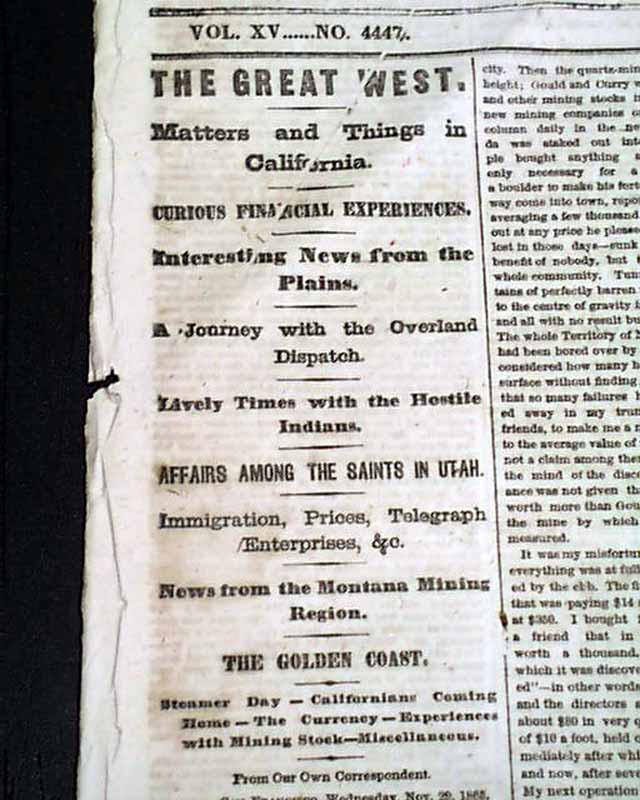 VOL. XV......NO. 4447.
THE GREAT WEST.
Matters and Things in
California.
CURIOUS FINANCIAL EXPERIENCES.
Interesting News from the
Plains.
A Journey with the Overland
Dispatch.
Lively Times with the Hostile
Indians.
AFFAIRS AMONG THE SAINTS IN UTAH.
Immigration, Prices, Telegraph
Enterprises, &c.
News from the Montana Mining
Region.
THE GOLDEN COAST.
Steamer Day — Californians Coming
Home — The Currency — Experiences
with Mining Stock — Miscellaneous.
From Our Own Correspondent.
SAN FRANCISCO, Wednesday, Nov. 29, 1865.
city. Then the quartz-min
height; Gould and Curry
and other mining stocks
new mining companies
column daily in the
da was staked out
ple bought anything
only necessary for a
a boulder to make his
way come into town,
averaging a few thousand
out at any price he
lost in those days—sunk
benefit of nobody, but
whole community.
tains of perfectly barren
to the centre of gravity
and all with no result
The whole Territory of
had been bored over by
considered how many
surface without finding
that so many failures
ed away in my
friends, to make me a
to the average value of
not a claim among
the mind of the
ance was not given
worth more than
the mine by which
measured.
It was my
everything was at
ed by the ebb. The
that was paying $14
at $350. I bought
a friend that in
worth a thousand.
which it was
ed"—in other words
and the directors
about $80 in very
of $10 a foot, held
mediately after
and now, after
My next operation